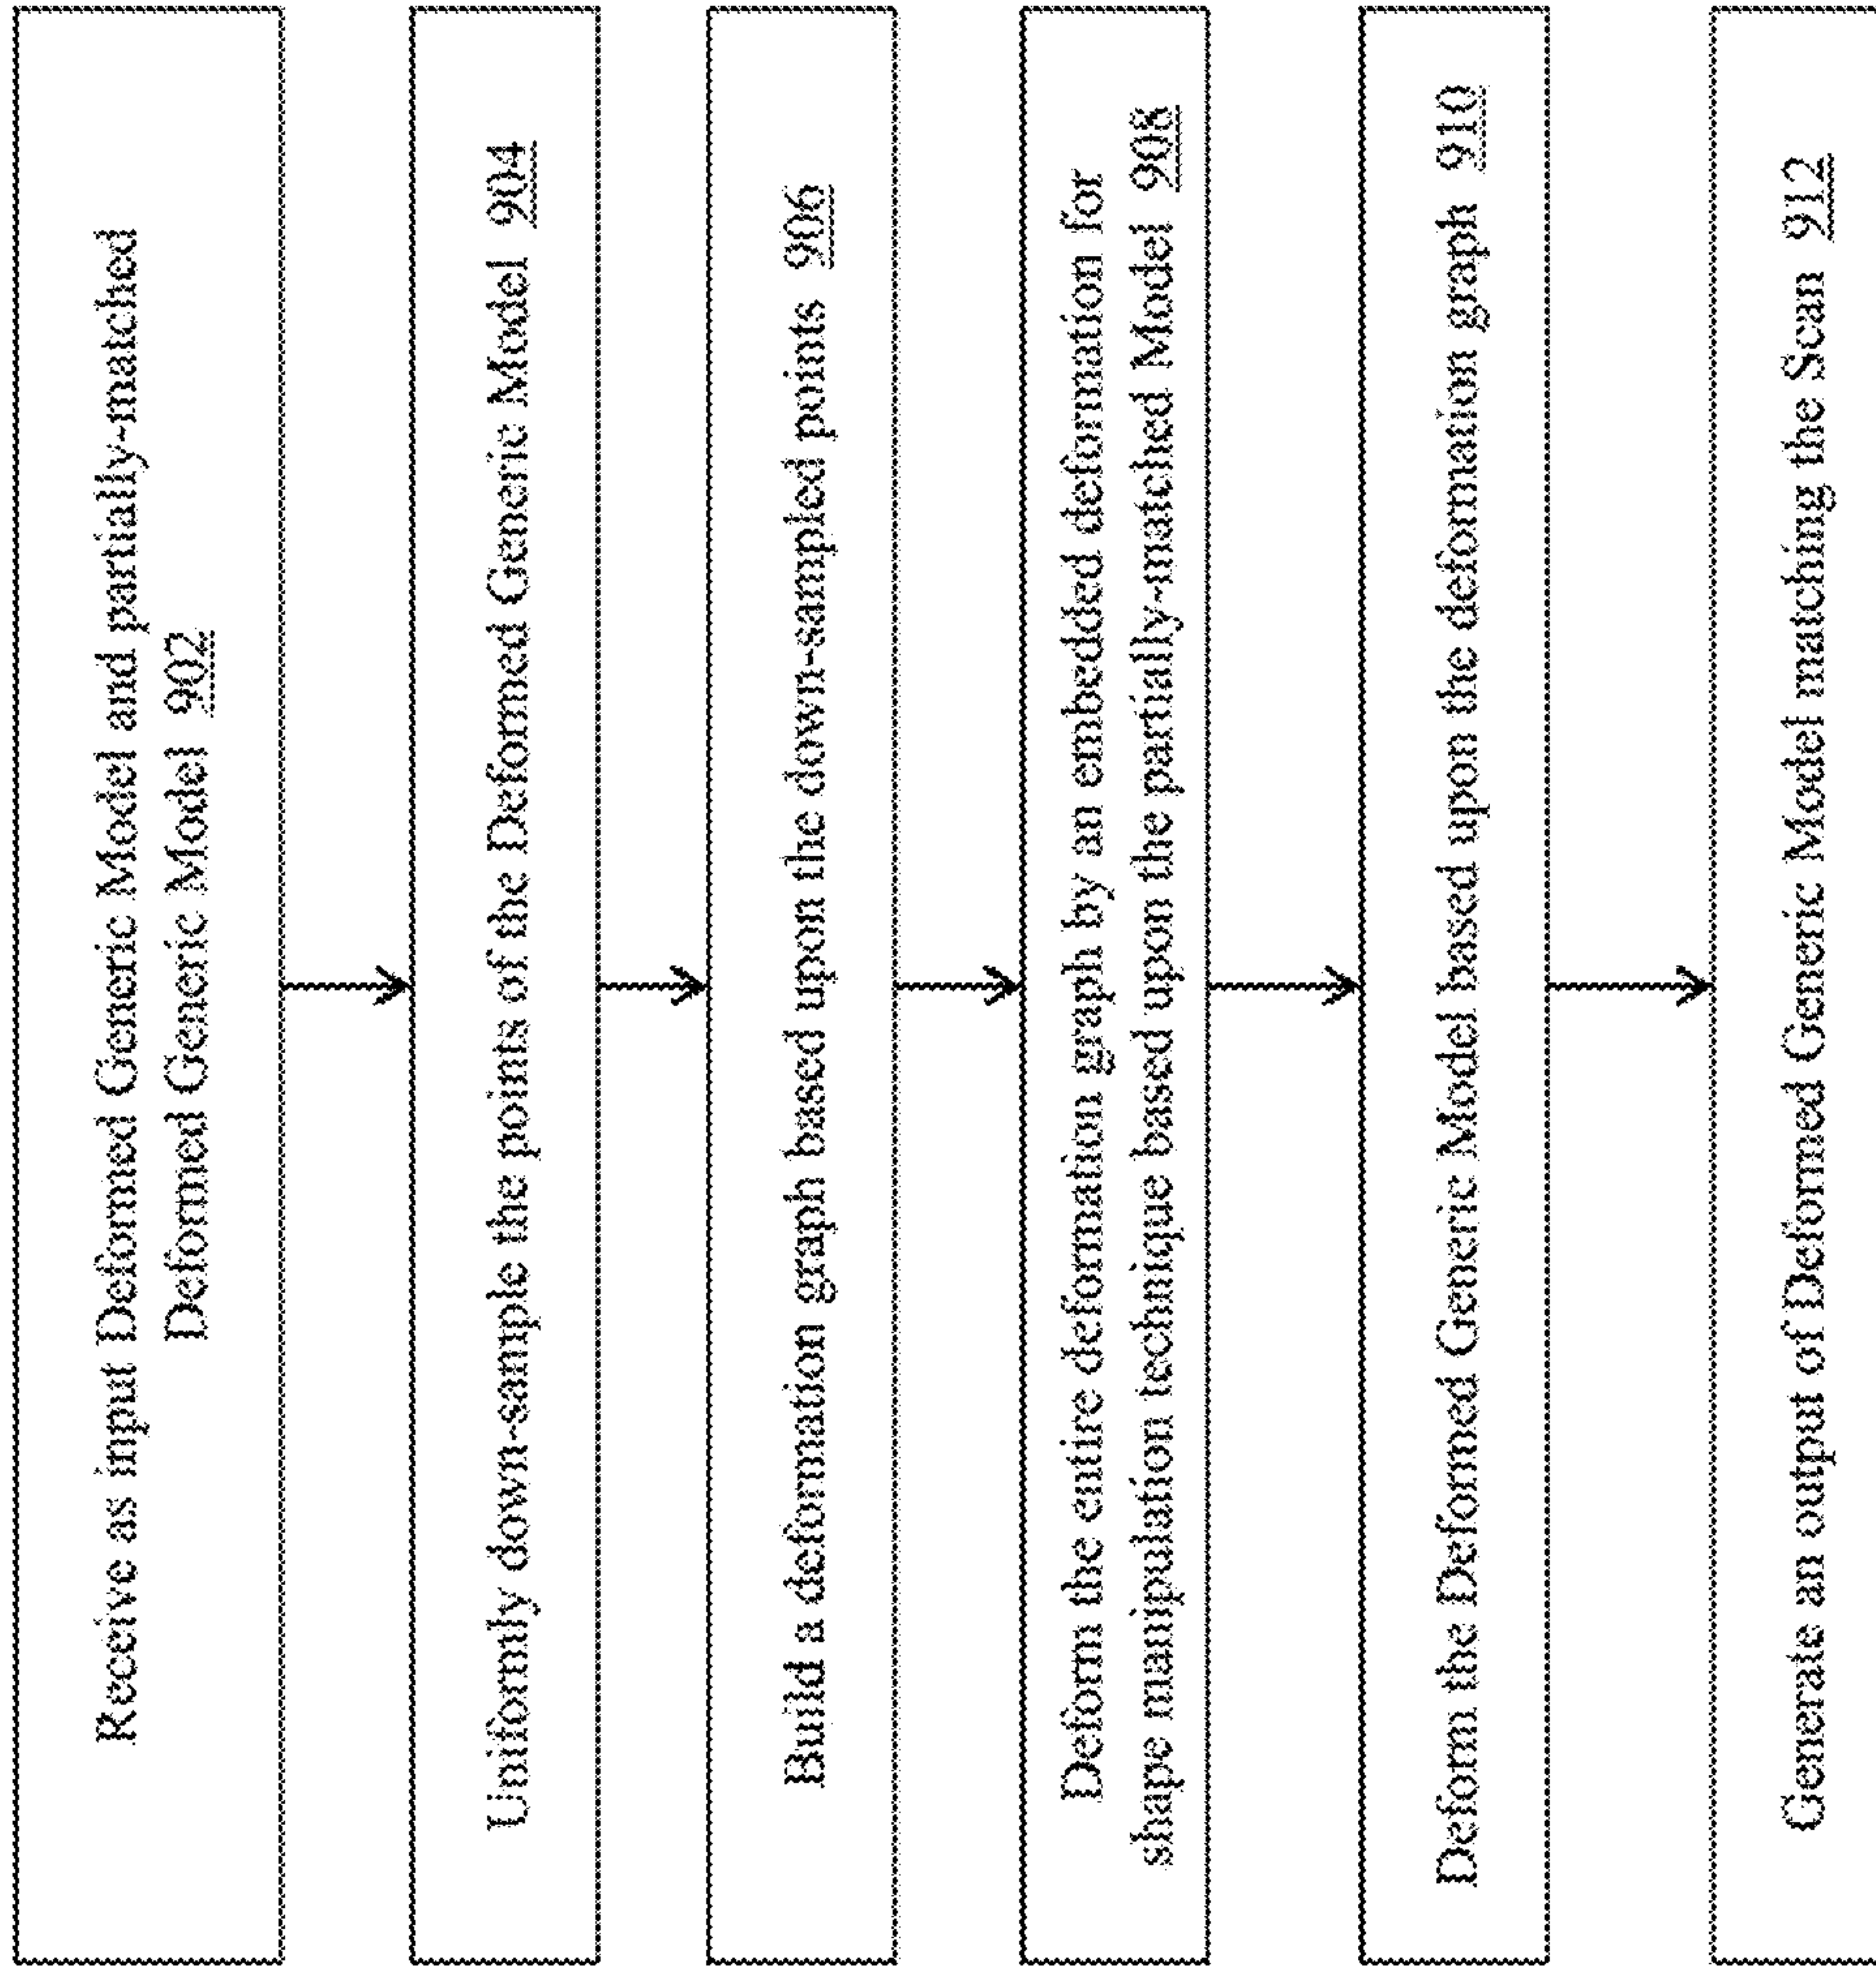 Receive as input Deformed Generic Model and partially-matched
Deformed Generic Model 902
Uniformly down-sample the points of the Deformed Generic Model 904
Build a deformation graph based upon the down-sampled points 906
Deform the entire deformation graph by an embedded deformation for
shape manipulation technique based upon the partially-matched Model 908
Deform the Deformed Generic Model based upon the deformation graph 910
Generate an output of Deformed Generic Model matching the Scan 912